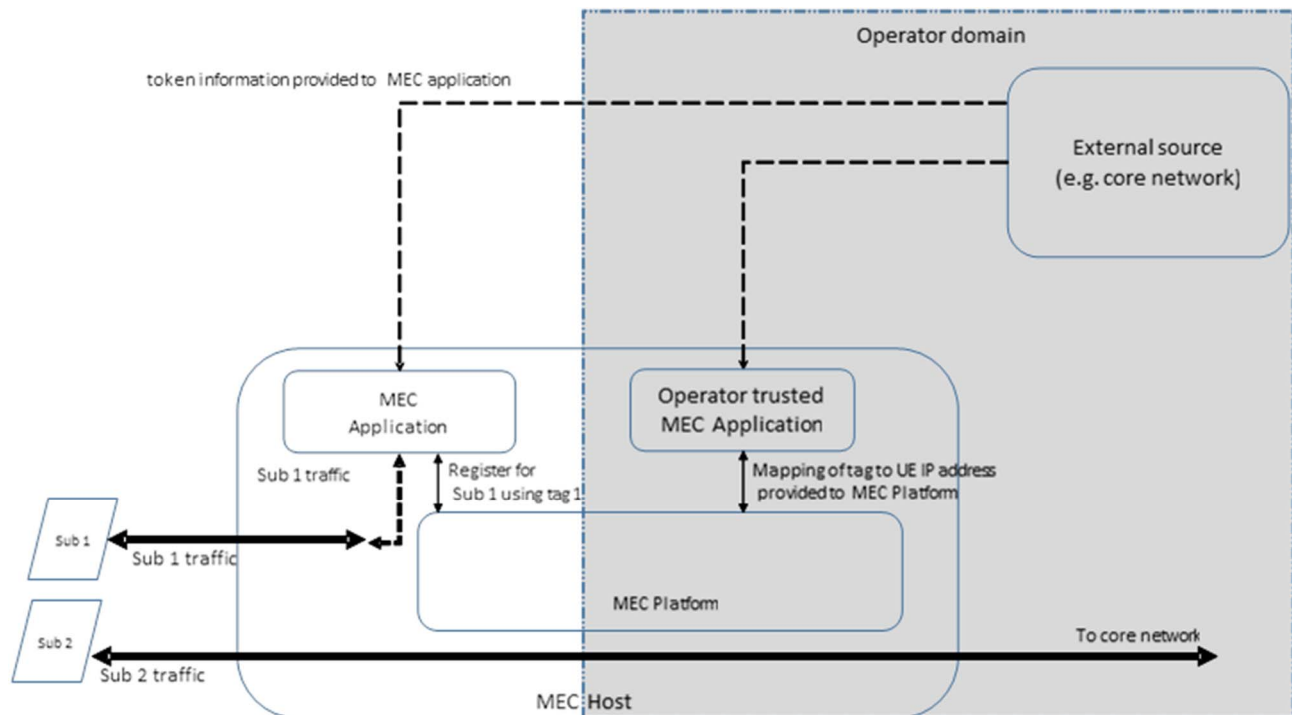 Operator domain
token information provided to MEC application
External source
(e.g. core network)
MEC
Application
Operator trusted
MEC Application
Sub 1 traffic
Register for
Sub 1 using tag 1
Mapping of tag to UE IP address
provided to MEC Platform
Sub 1
Sub 1 traffic
MEC Platform
Sub 2
To core network
Sub 2 traffic
MEC Host